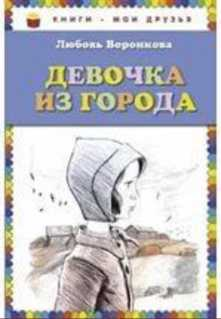 КНИГИ - МОИ ДРУЗЬЯ
Любовь Воронкова
ДЕВОЧКА
ИЗ ГОРОДА